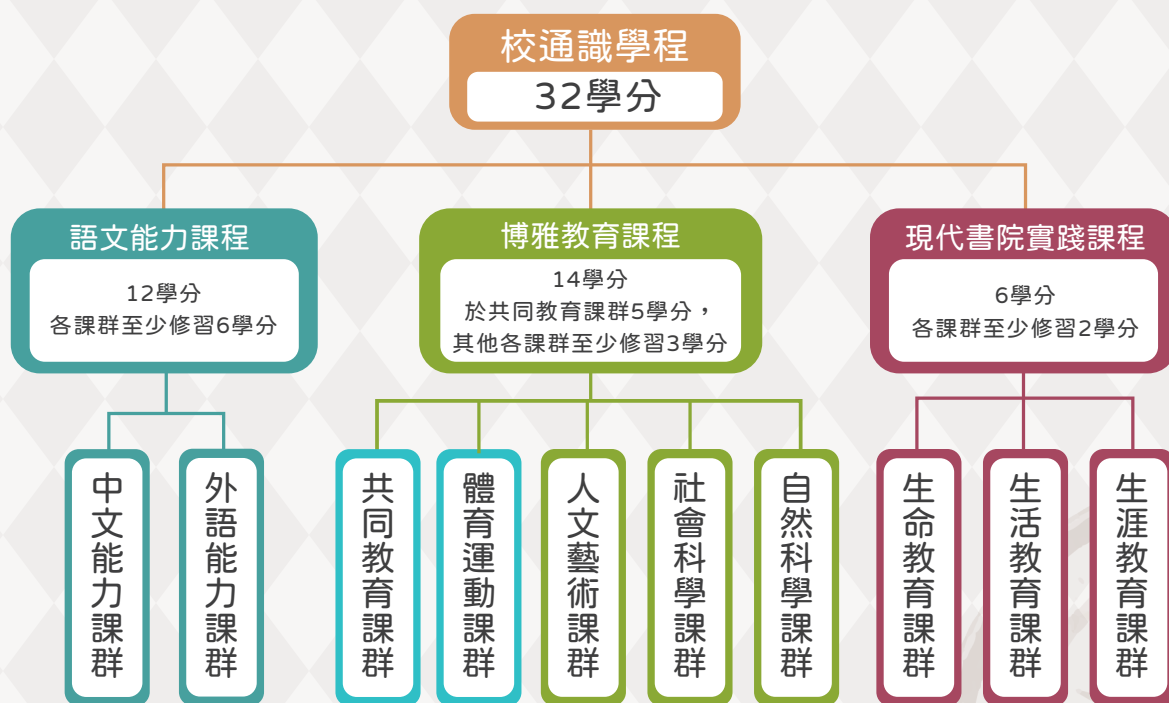 校通識學程
32學分
語文能力課程
12學分
各課群至少修習6學分
博雅教育課程
14學分
於共同教育課群5學分，
其他各課群至少修習3學分
現代書院實踐課程
6學分
各課群至少修習2學分
中文能力課群
外語能力課群
共同教育課群
體育運動課群
人文藝術課群
社會科學課群
自然科學課群
生命教育課群
生活教育課群
生涯教育課群